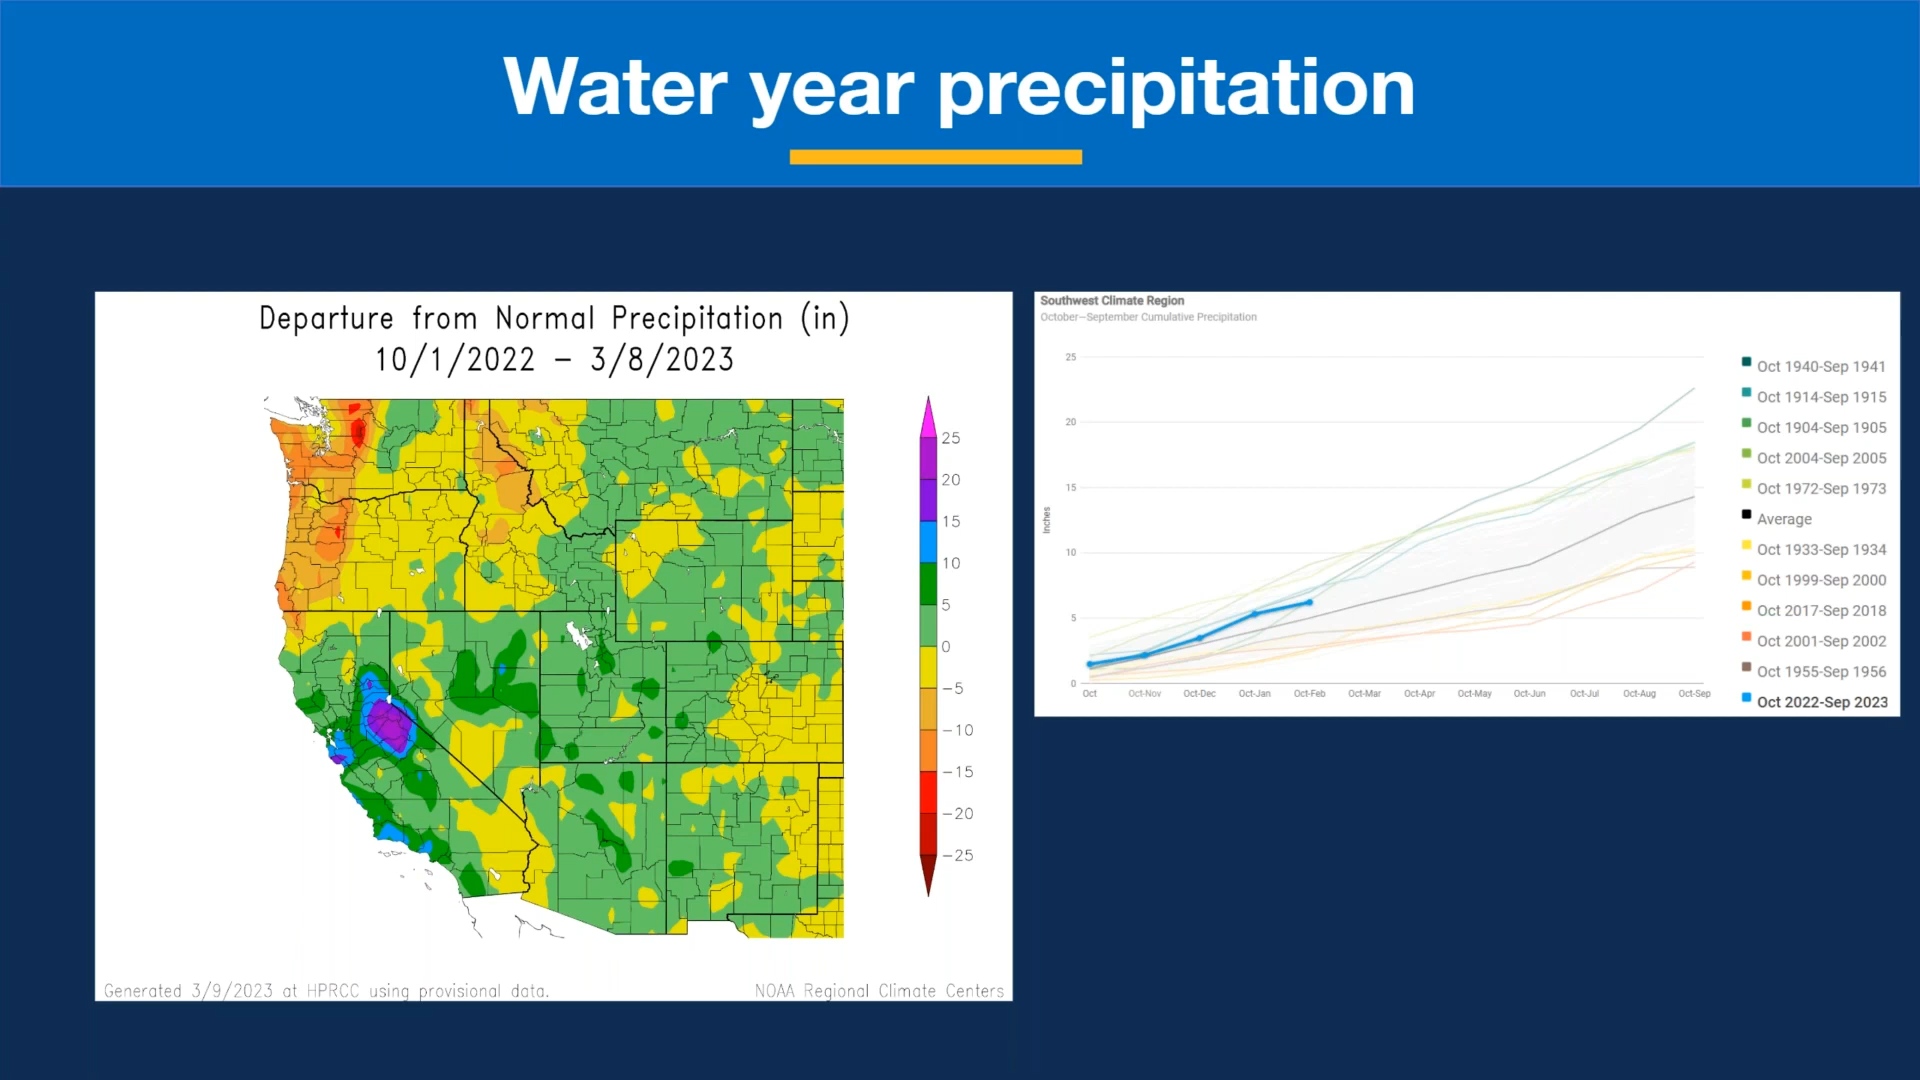 Water year precipitation
Departure from Normal Precipitation (in)
10/1/2022 – 3/8/2023
25
20
15
10
5
0
−5
−10
−15
−20
−25
Generated 3/9/2023 at HPRCC using provisional data.
NOAA Regional Climate Centers
Southwest Climate Region
October–September Cumulative Precipitation
Inches
25
20
15
10
5
0
Oct Oct-Nov Oct-Dec Oct-Jan Oct-Feb Oct-Mar Oct-Apr Oct-May Oct-Jun Oct-Jul Oct-Aug Oct-Sep
Oct 1940-Sep 1941
Oct 1914-Sep 1915
Oct 1904-Sep 1905
Oct 2004-Sep 2005
Oct 1972-Sep 1973
Average
Oct 1933-Sep 1934
Oct 1999-Sep 2000
Oct 2017-Sep 2018
Oct 2001-Sep 2002
Oct 1955-Sep 1956
Oct 2022-Sep 2023